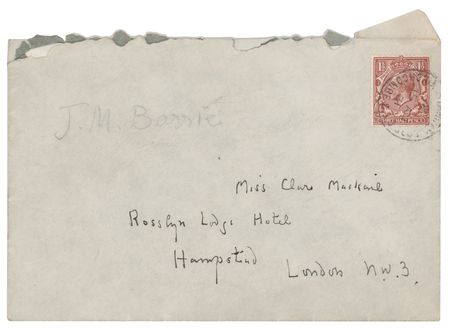 J. M. Barrie
Miss Clare Mackail
Rosslyn Lodge Hotel
Hampstead
London N.W.3.